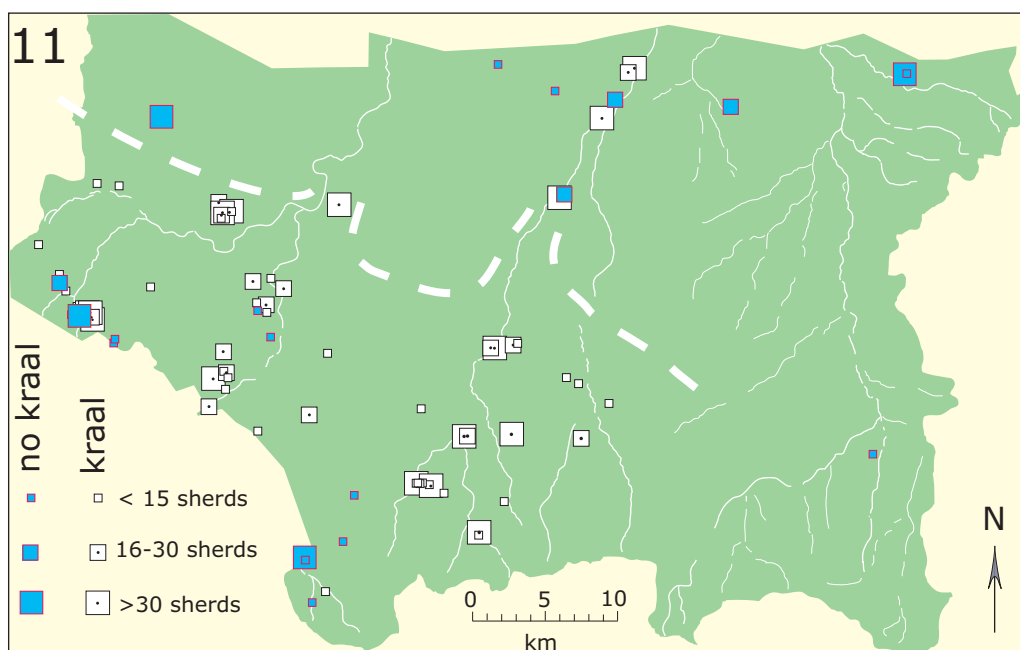 11
no kraal
kraal
< 15 sherds
16-30 sherds
>30 sherds
0 5 10
km
N